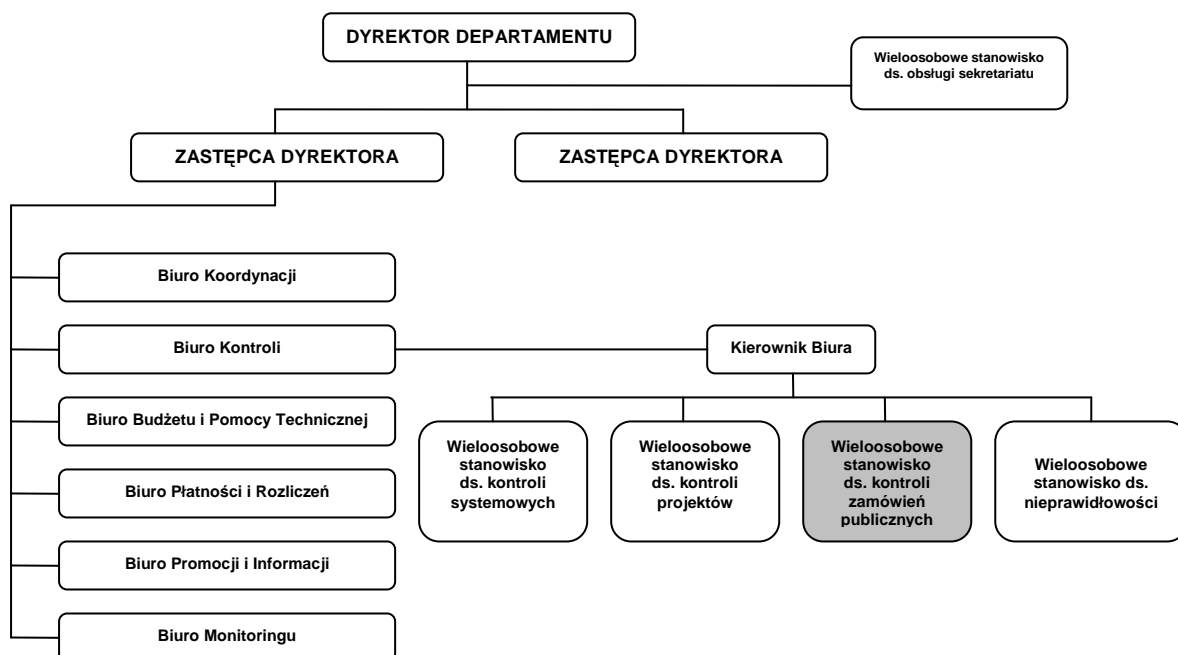 DYREKTOR DEPARTAMENTU
Wieloosobowe stanowisko
ds. obsługi sekretariatu
ZASTĘPCA DYREKTORA
ZASTĘPCA DYREKTORA
Biuro Koordynacji
Biuro Kontroli
Kierownik Biura
Biuro Budżetu i Pomocy Technicznej
Wieloosobowe
stanowisko
ds. kontroli
systemowych
Wieloosobowe
stanowisko
ds. kontroli
projektów
Wieloosobowe
stanowisko
ds. kontroli
zamówień
publicznych
Wieloosobowe
stanowisko ds.
nieprawidłowości
Biuro Płatności i Rozliczeń
Biuro Promocji i Informacji
Biuro Monitoringu